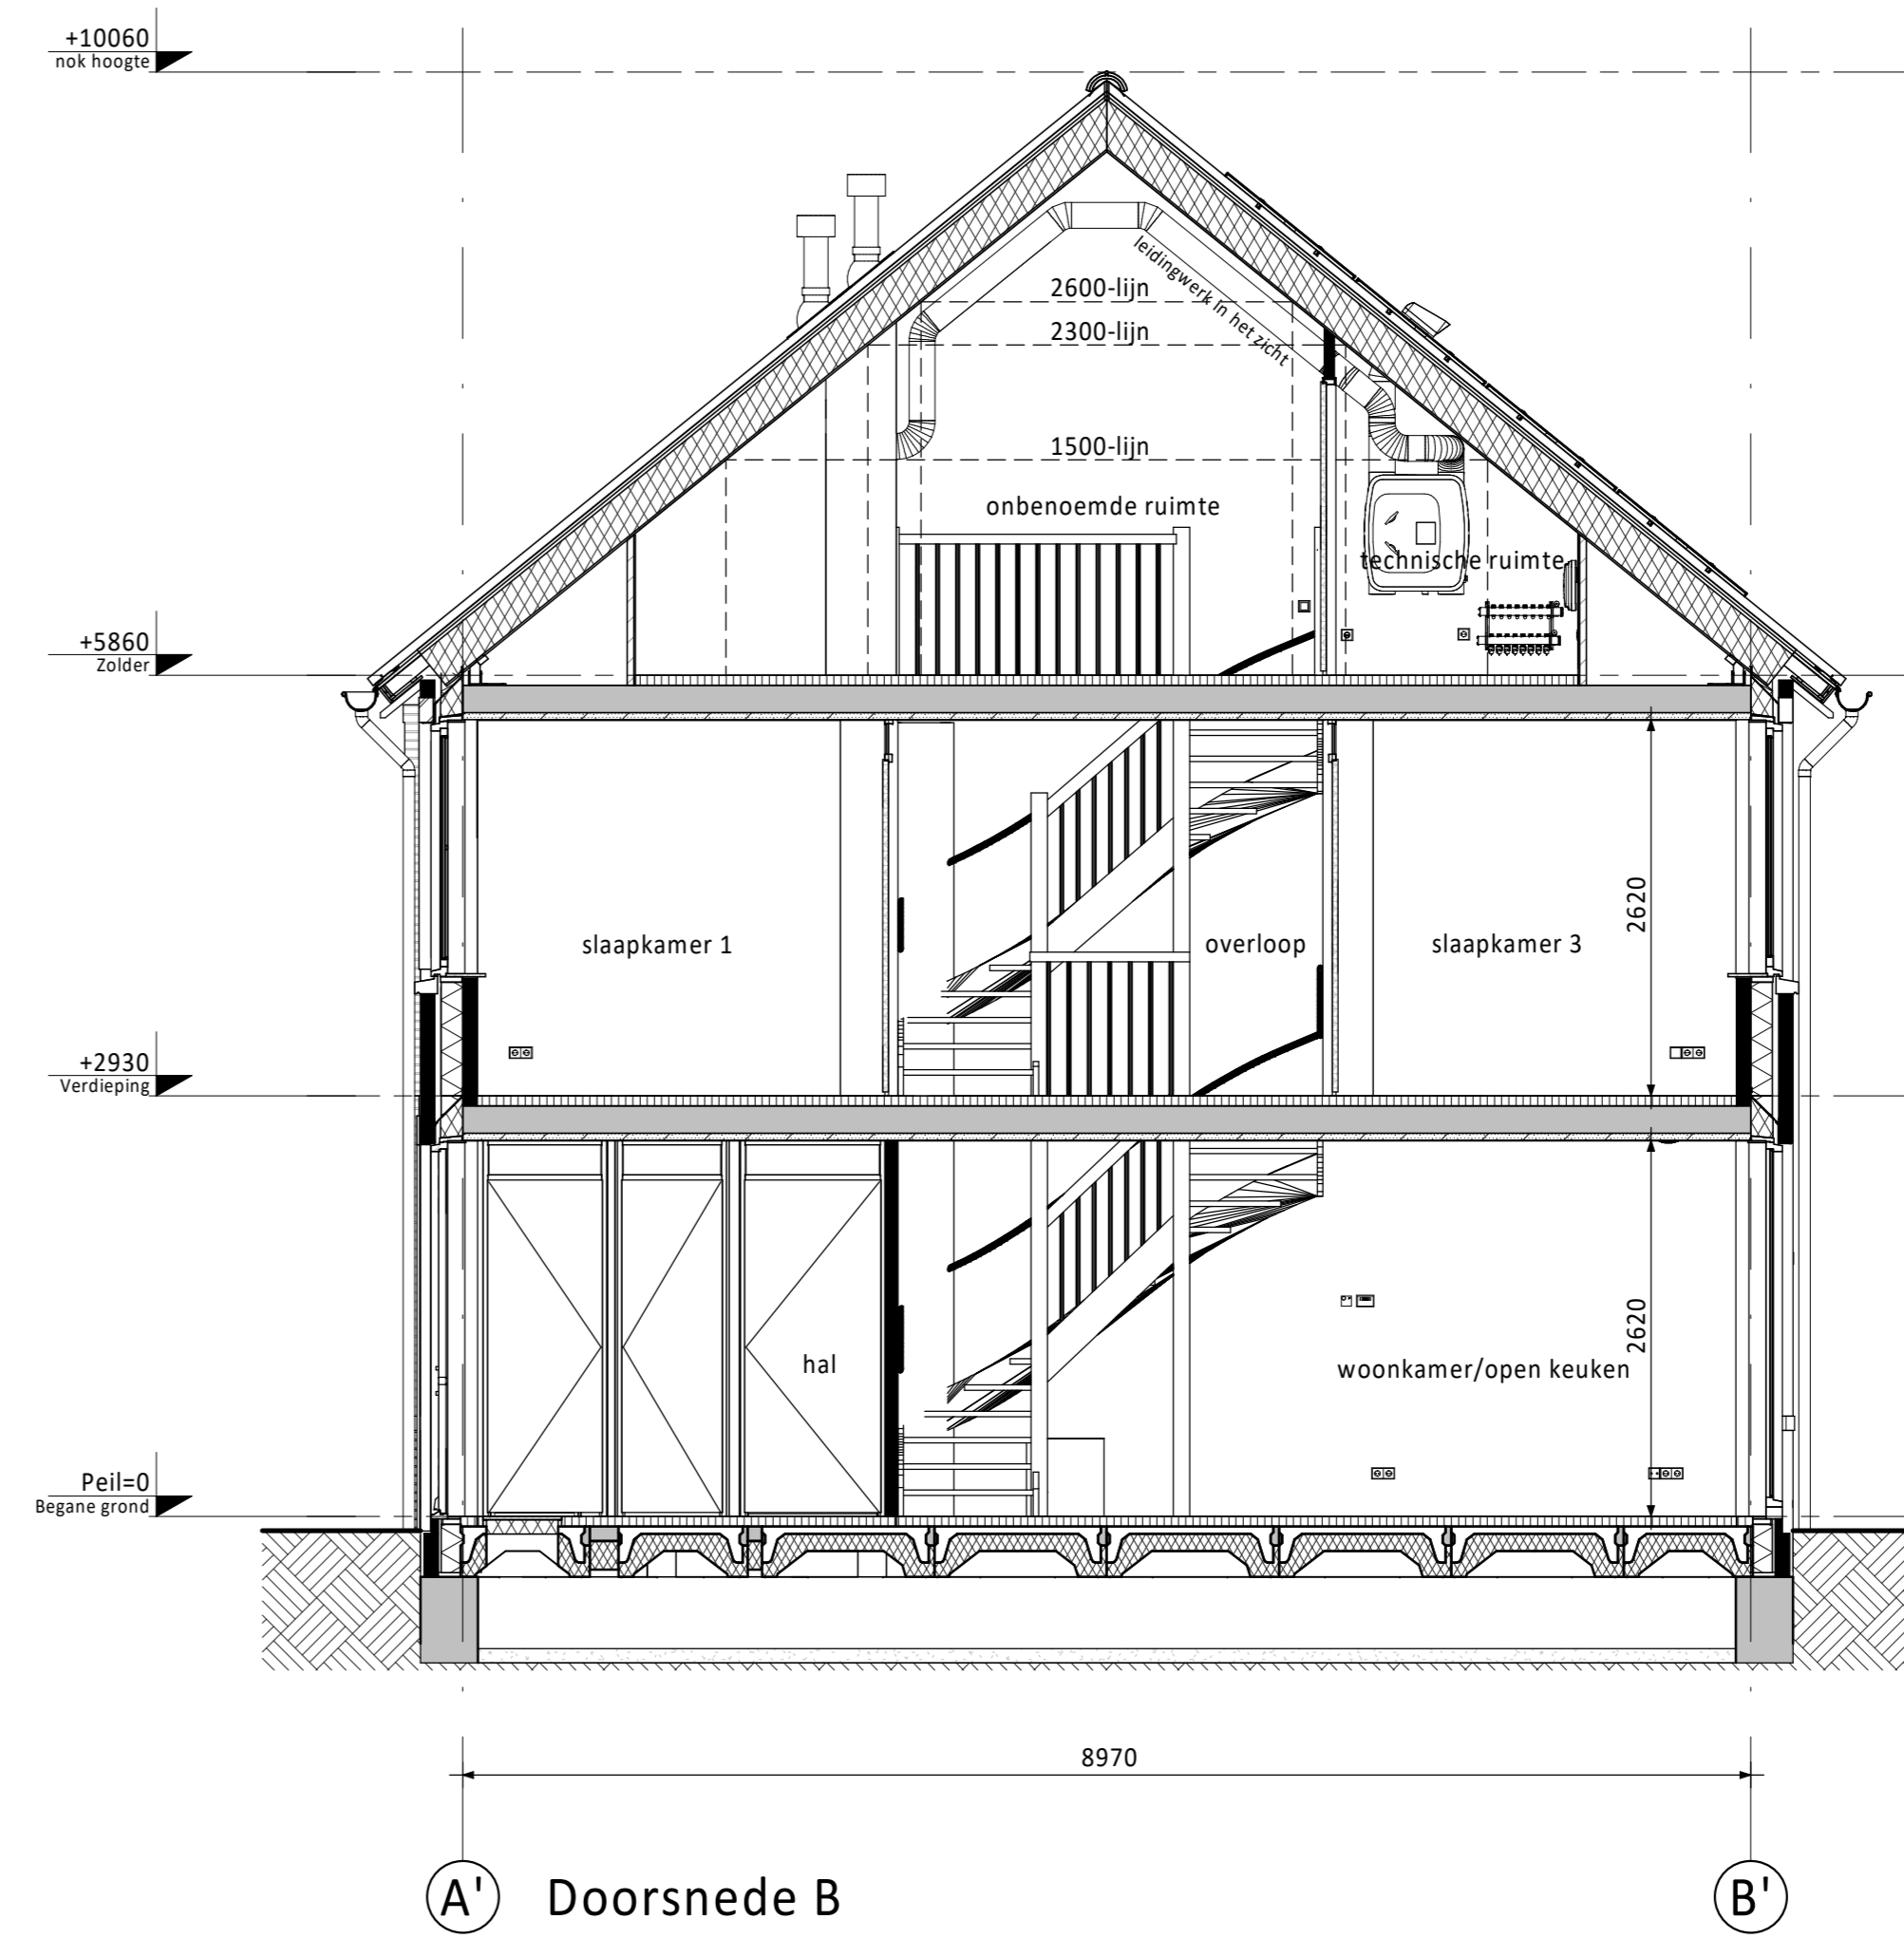 +10060
nok hoogte
leidingwerk in het zicht
2600-lijn
2300-lijn
1500-lijn
onbenoemde ruimte
technische ruimte
+5860
Zolder
2620
slaapkamer 1
overloop
slaapkamer 3
+2930
Verdieping
2620
hal
woonkamer/open keuken
Peil=0
Begane grond
8970
A'
Doorsnede B
B'